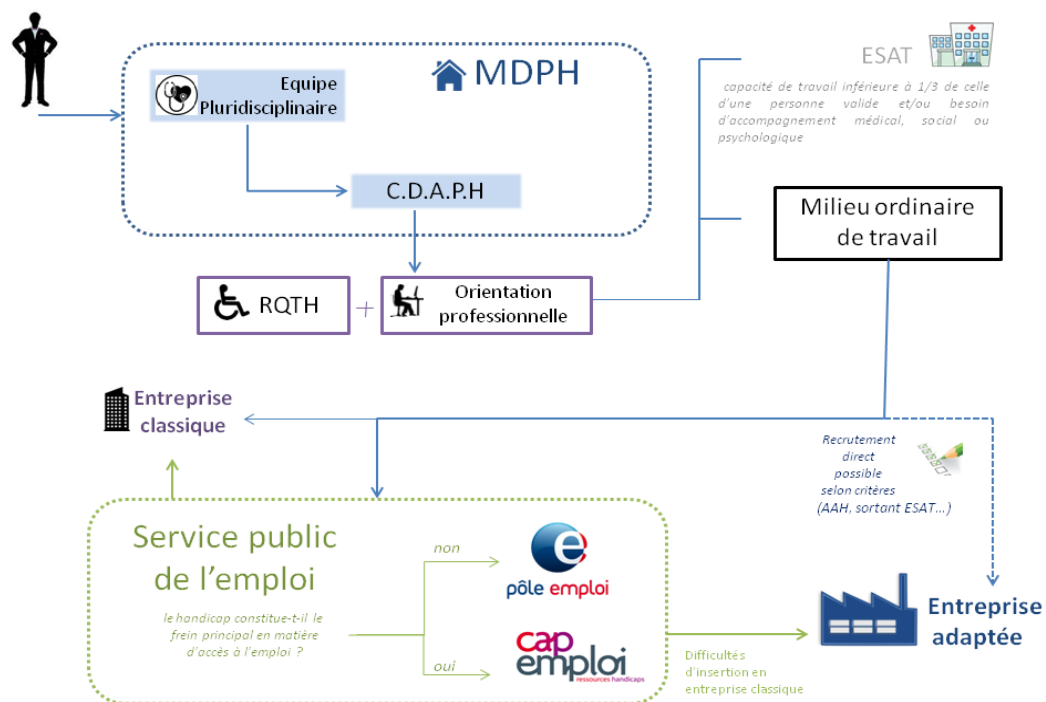 MDPH
Equipe
Pluridisciplinaire
C.D.A.P.H
ESAT
capacité de travail inférieure à 1/3 de celle
d'une personne valide et/ou besoin
d'accompagnement médical, social ou
psychologique
Milieu ordinaire
de travail
RQTH
+
Orientation
professionnelle
Entreprise
classique
Recrutement
direct
possible
selon critères
(AAH, sortant ESAT...)
Service public
de l'emploi
le handicap constitue-t-il le
frein principal en matière
d'accès à l'emploi ?
non
pôle emploi
oui
cap
emploi
ressources handicaps
Difficultés
d'insertion en
entreprise classique
Entreprise
adaptée